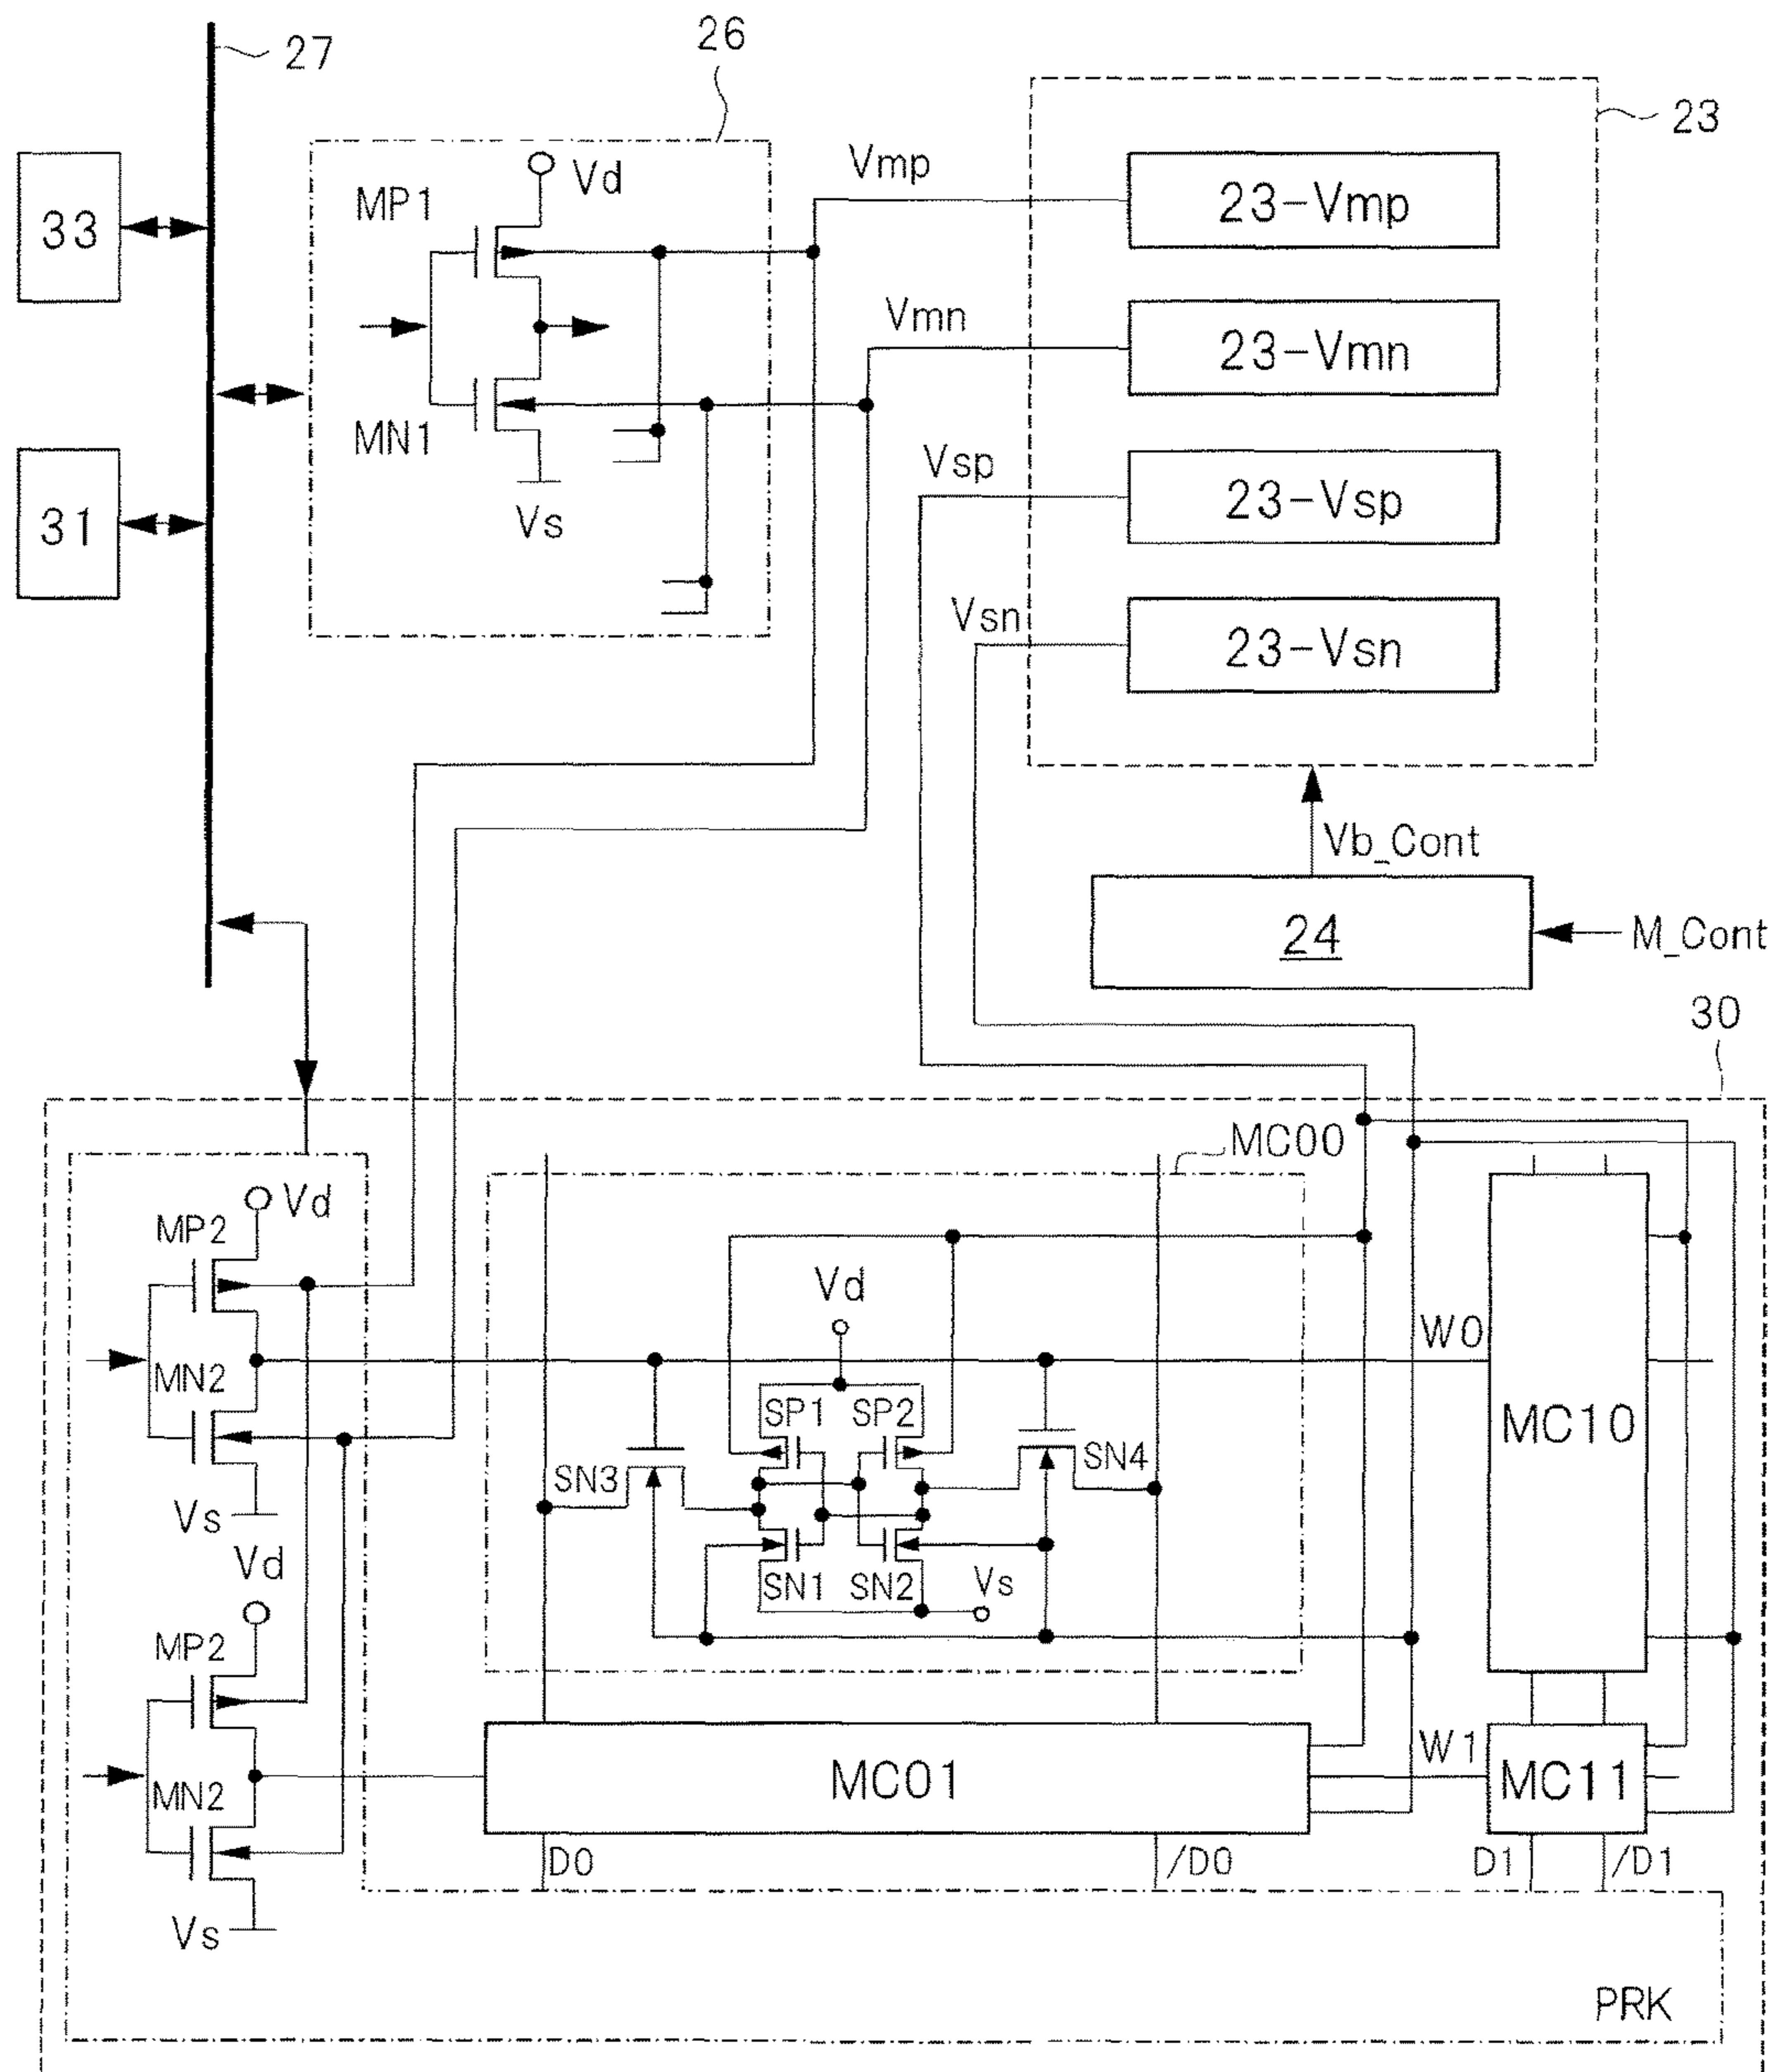 27
26
23
33
31
MP1
Vd
MN1
Vs
Vmp
Vmn
Vsp
Vsn
23-Vmp
23-Vmn
23-Vsp
23-Vsn
Vb_Cont
24
M_Cont
30
MC00
Vd
MP2
MN2
Vs
Vd
MP2
MN2
Vs
Vd
W0
SP1
SP2
SN3
SN4
SN1
SN2
Vs
MC10
MC01
W1
MC11
D0
/D0
D1
/D1
PRK